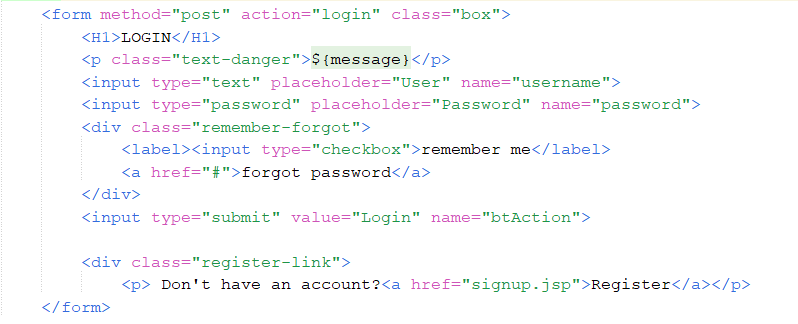 <form method="post" action="login" class="box">
<H1>LOGIN</H1>
<p class="text-danger">${message}</p>
<input type="text" placeholder="User" name="username">
<input type="password" placeholder="Password" name="password">
<div class="remember-forgot">
<label><input type="checkbox">remember me</label>
<a href="#">forgot password</a>
</div>
<input type="submit" value="Login" name="btAction">
<div class="register-link">
<p> Don't have an account?<a href="signup.jsp">Register</a></p>
</form>